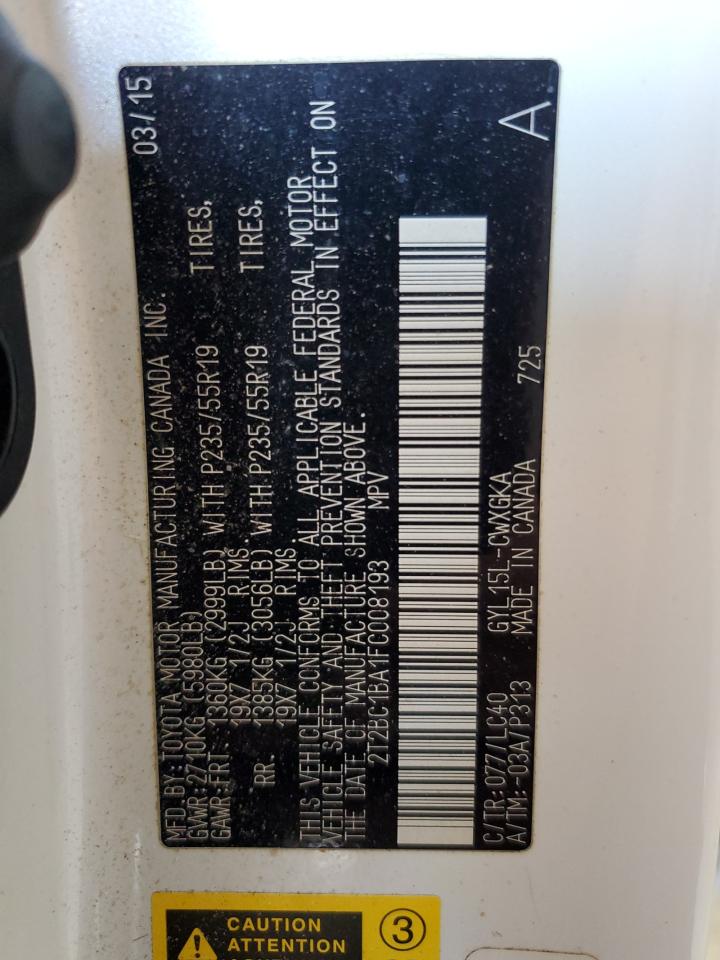 MFD.BY:TOYOTA MOTOR MANUFACTURING CANADA INC. 03/15
GVWR:2710KG(5980LB)
GAWR:FRT. 1360KG(2999LB) WITH P235/55R19 TIRES,
19X7 1/2J RIMS.
RR. 1385KG(3056LB) WITH P235/55R19 TIRES,
19X7 1/2J RIMS
THIS VEHICLE CONFORMS TO ALL APPLICABLE FEDERAL MOTOR
VEHICLE SAFETY AND THEFT PREVENTION STANDARDS IN EFFECT ON
THE DATE OF MANUFACTURE SHOWN ABOVE.
2T2BC1BA1FC008193 MPV
C/TR:077/LC40 GYL15L-CWXGKA
A/TM:-03A/P313 MADE IN CANADA 725 A
CAUTION
ATTENTION
3